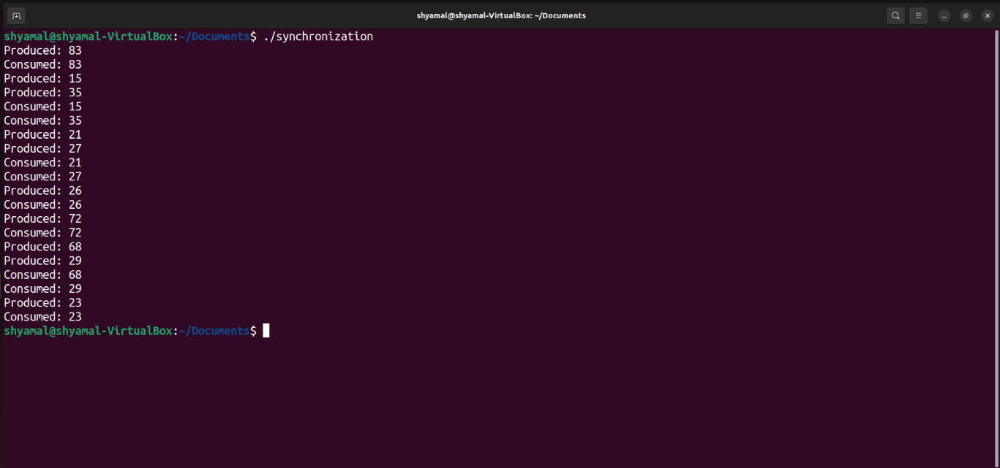 shyamal@shyamal-VirtualBox: ~/Documents
shyamal@shyamal-VirtualBox:~/Documents$ ./synchronization
Produced: 83
Consumed: 83
Produced: 15
Produced: 35
Consumed: 15
Consumed: 35
Produced: 21
Produced: 27
Consumed: 21
Consumed: 27
Produced: 26
Consumed: 26
Produced: 72
Consumed: 72
Produced: 68
Produced: 29
Consumed: 68
Consumed: 29
Produced: 23
Consumed: 23
shyamal@shyamal-VirtualBox:~/Documents$